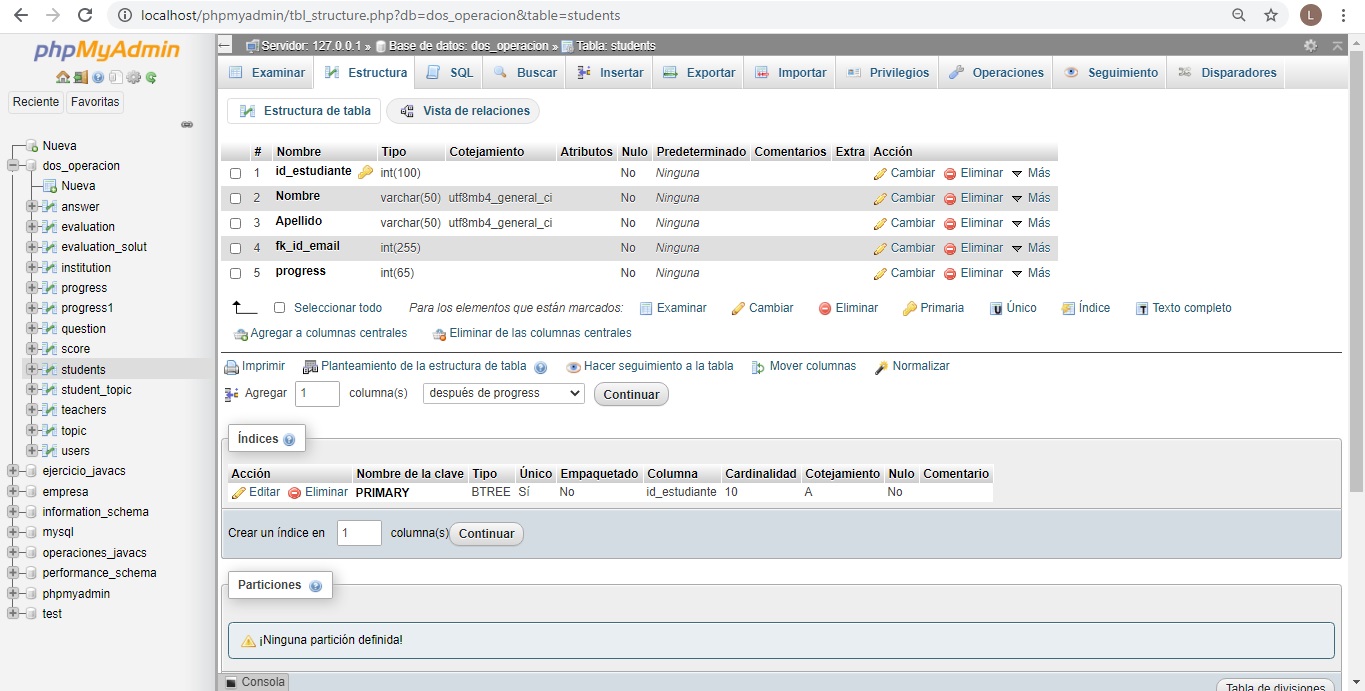 localhost/phpmyadmin/tbl_structure.php?db=dos_operacion&table=students
L
phpMyAdmin
Reciente Favoritas
Nueva
dos_operacion
Nueva
answer
evaluation
evaluation_solut
institution
progress
progress1
question
score
students
student_topic
teachers
topic
users
ejercicio_javacs
empresa
information_schema
mysql
operaciones_javacs
performance_schema
phpmyadmin
test
Servidor: 127.0.0.1 » Base de datos: dos_operacion » Tabla: students
Examinar Estructura SQL Buscar Insertar Exportar Importar Privilegios Operaciones Seguimiento Disparadores
Estructura de tabla Vista de relaciones
# Nombre Tipo Cotejamiento Atributos Nulo Predeterminado Comentarios Extra Acción
1 id_estudiante int(100) No Ninguna Cambiar Eliminar Más
2 Nombre varchar(50) utf8mb4_general_ci No Ninguna Cambiar Eliminar Más
3 Apellido varchar(50) utf8mb4_general_ci No Ninguna Cambiar Eliminar Más
4 fk_id_email int(255) No Ninguna Cambiar Eliminar Más
5 progress int(65) No Ninguna Cambiar Eliminar Más
Seleccionar todo Para los elementos que están marcados: Examinar Cambiar Eliminar Primaria Único Índice Texto completo
Agregar a columnas centrales Eliminar de las columnas centrales
Imprimir Planteamiento de la estructura de tabla Hacer seguimiento a la tabla Mover columnas Normalizar
Agregar 1 columna(s) después de progress Continuar
Índices
Acción Nombre de la clave Tipo Único Empaquetado Columna Cardinalidad Cotejamiento Nulo Comentario
Editar Eliminar PRIMARY BTREE Sí No id_estudiante 10 A No
Crear un índice en 1 columna(s) Continuar
Particiones
¡Ninguna partición definida!
Consola
Tabla de divisiones